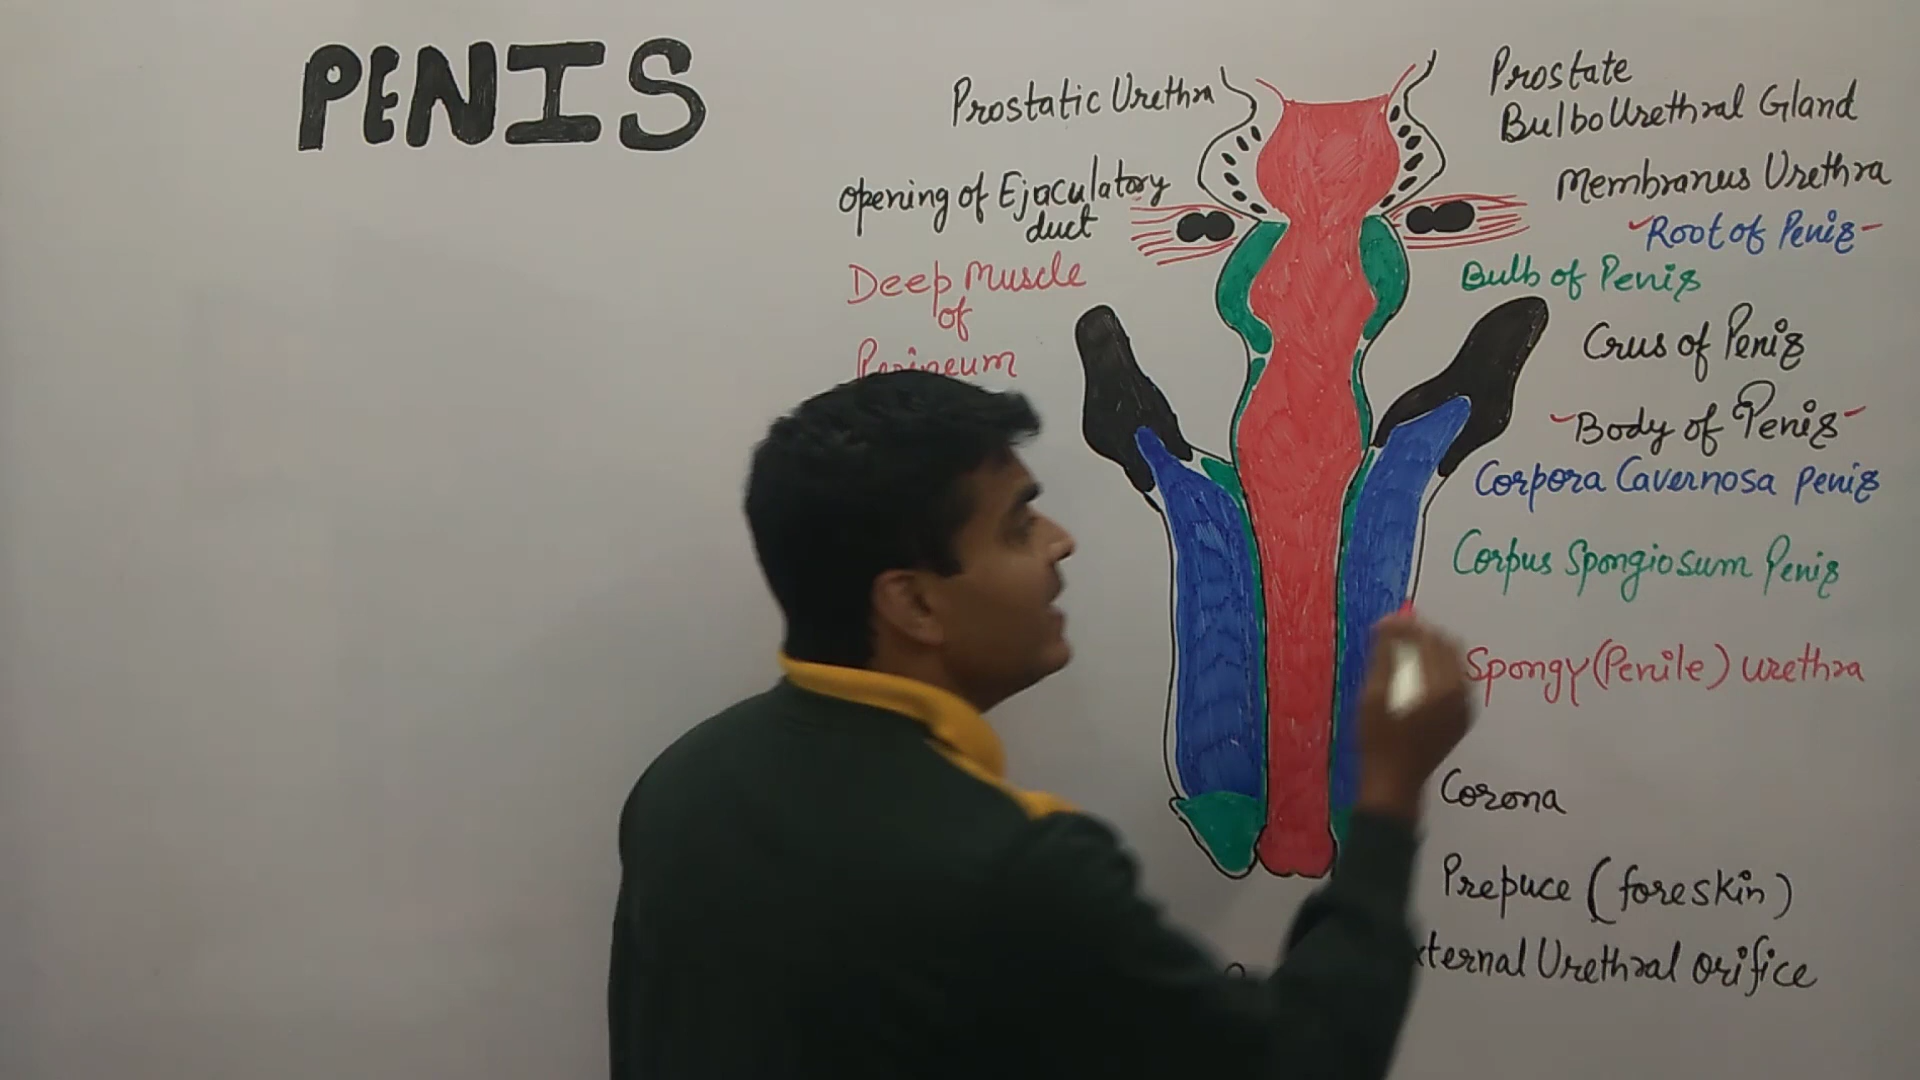 PENIS
Prostatic Urethra
opening of Ejaculatory
duct
Deep Muscle
of
Perineum
Prostate
BulboUrethral Gland
Membranus Urethra
Root of Penis
Bulb of Penis
Crus of Penis
Body of Penis
Corpora Cavernosa Penis
Corpus Spongiosum Penis
Spongy (Penile) Urethra
Corona
Prepuce (foreskin)
xternal Urethral orifice